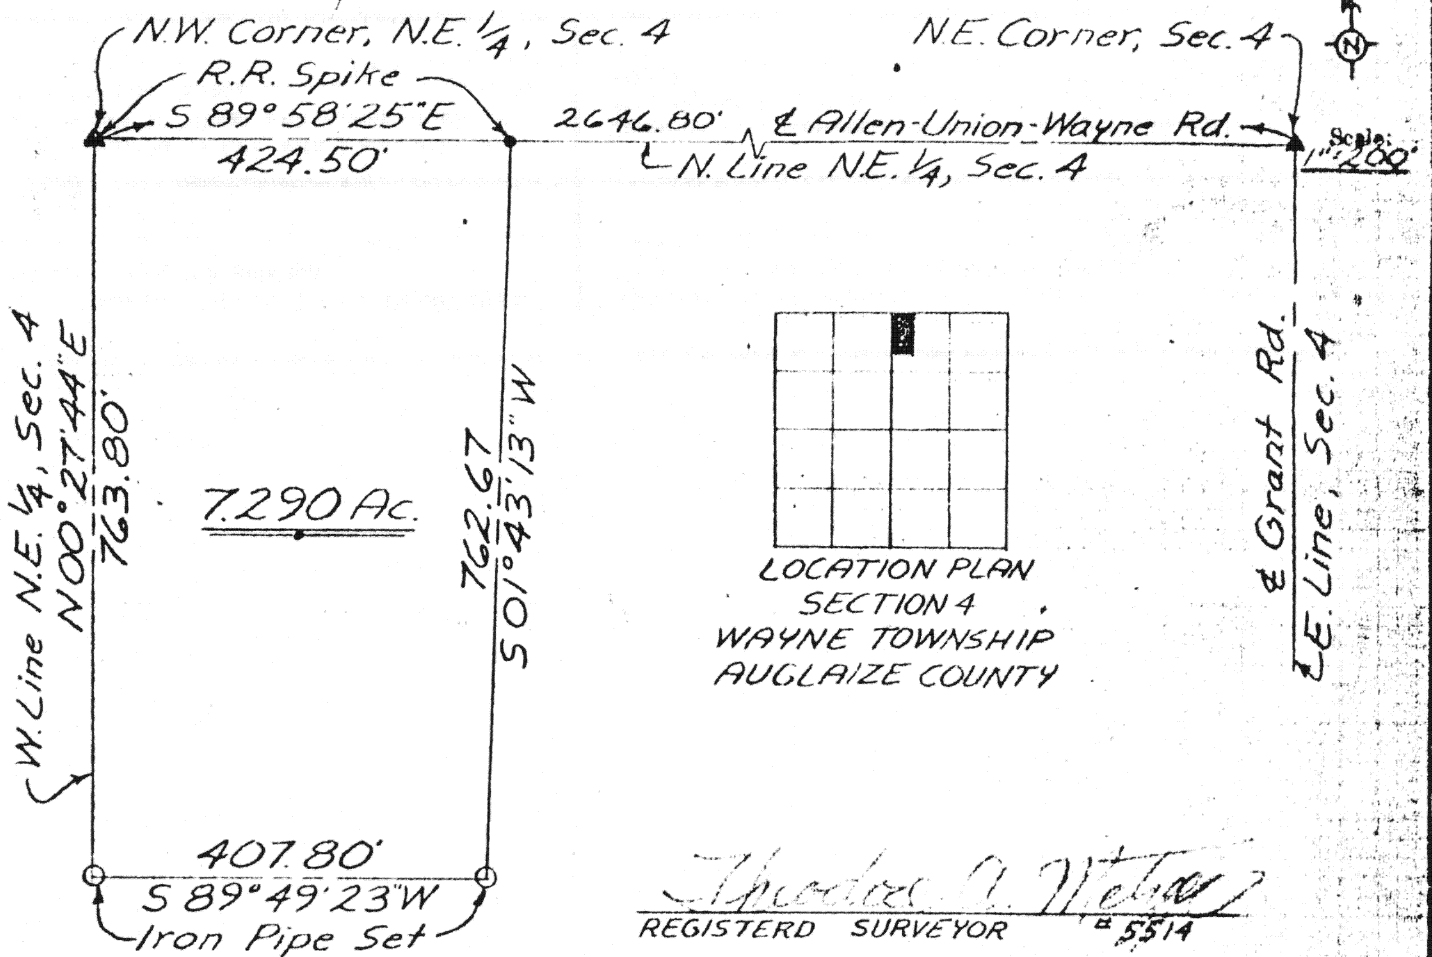 N.W. Corner, N.E. 1/4, Sec. 4
N.E. Corner, Sec. 4
N
R.R. Spike
S 89° 58' 25" E
424.50'
2646.80'
℄ Allen-Union-Wayne Rd.
N. Line N.E. 1/4, Sec. 4
Scale:
1"=200'
W. Line N.E. 1/4, Sec. 4
N 00° 27' 44" E
763.80'
7.290 Ac.
762.67
S 01° 43' 13" W
℄ Grant Rd.
E. Line, Sec. 4
LOCATION PLAN
SECTION 4
WAYNE TOWNSHIP
AUGLAIZE COUNTY
407.80'
S 89° 49' 23" W
Iron Pipe Set
Theodore A.
REGISTERD SURVEYOR # 5514